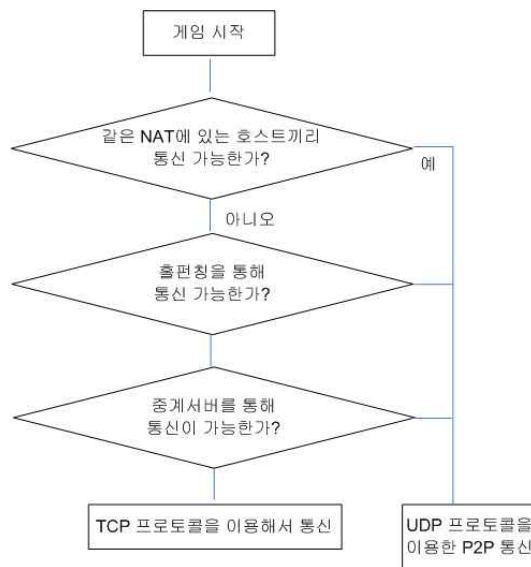 게임 시작
같은 NAT에 있는 호스트끼리
통신 가능한가?
예
아니오
홀펀칭을 통해
통신 가능한가?
중계서버를 통해
통신이 가능한가?
TCP 프로토콜을 이용해서 통신
UDP 프로토콜을
이용한 P2P 통신